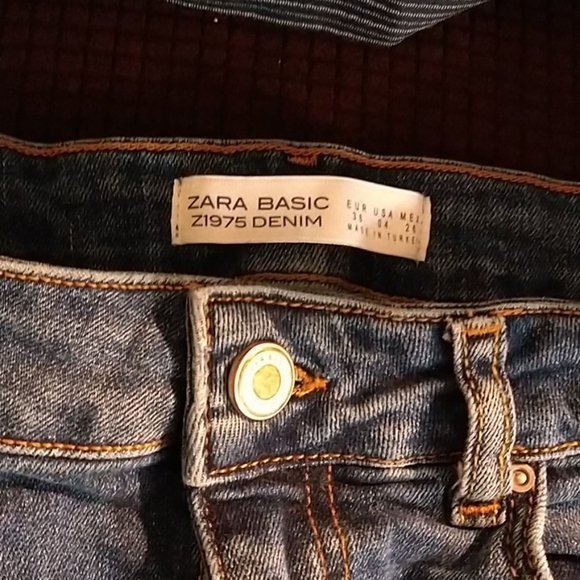 ZARA BASIC
Z1975 DENIM
EUR USA MEX
36 04 26
MADE IN TURKEY